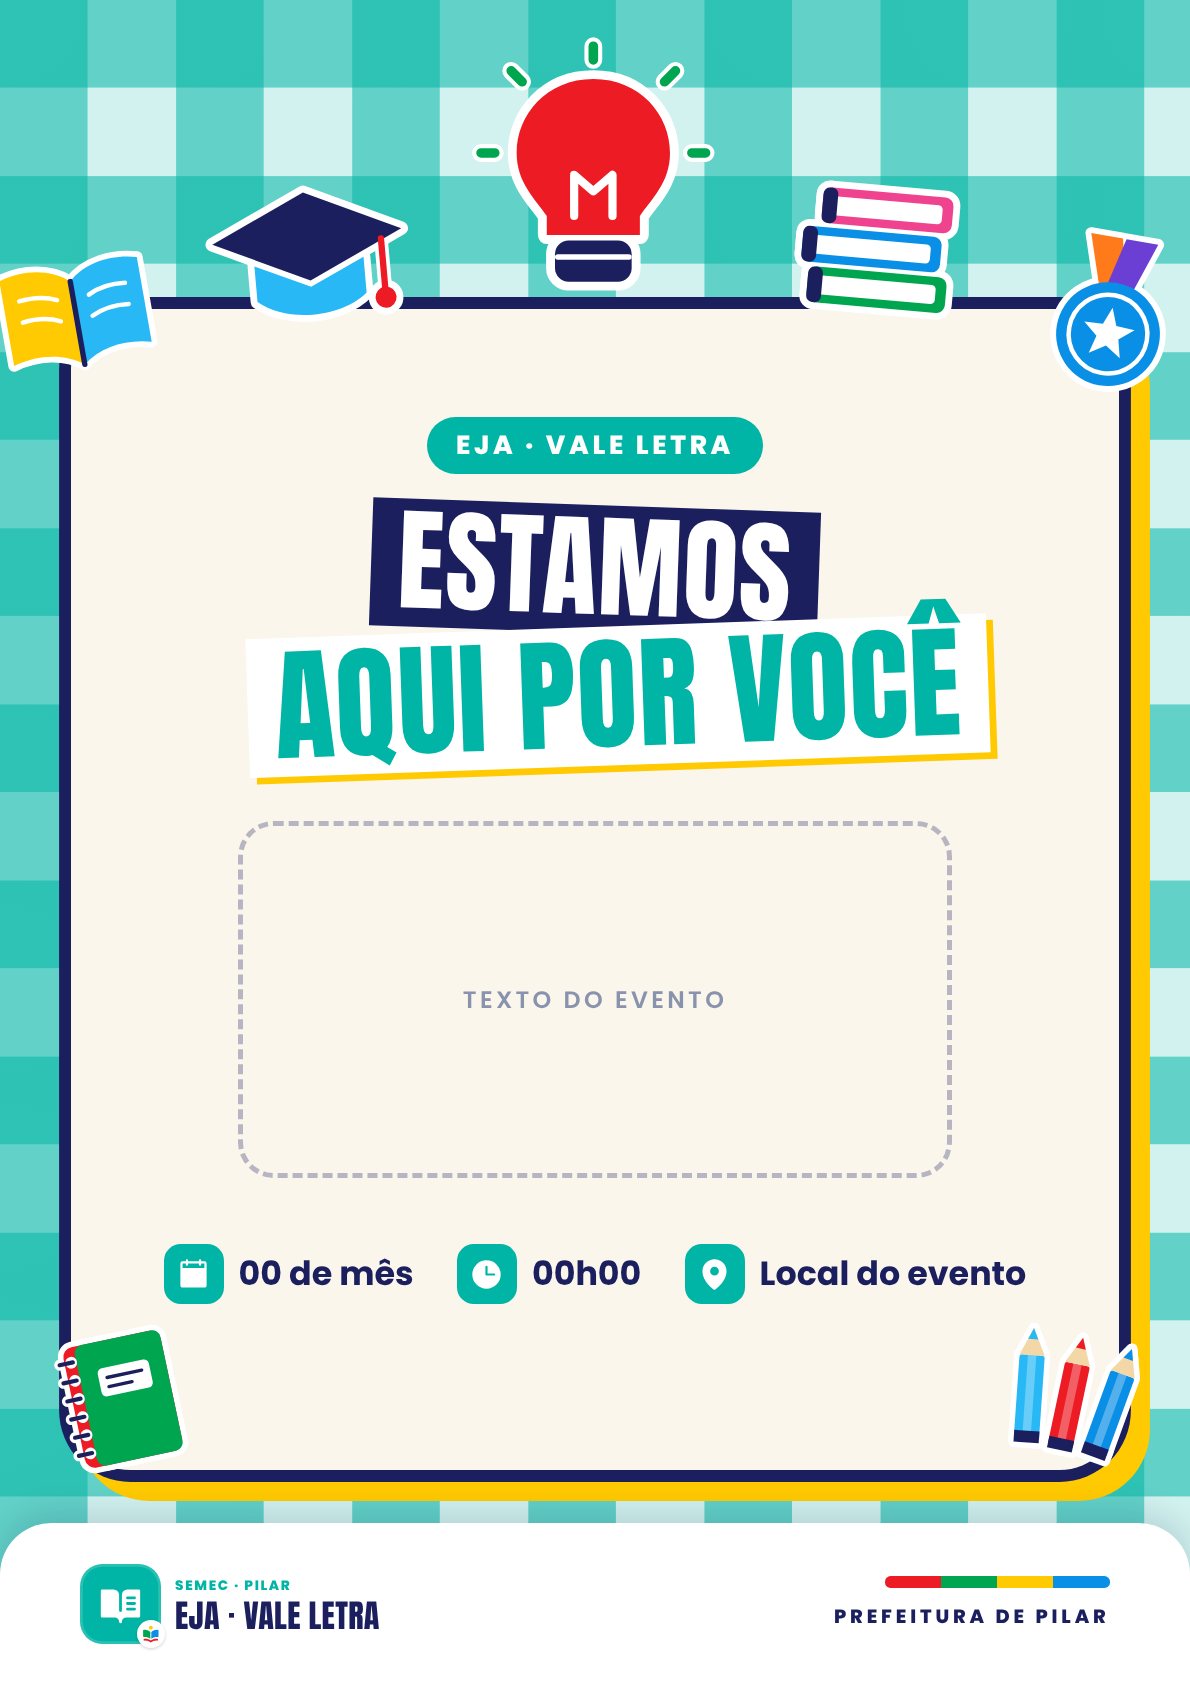 M
EJA · VALE LETRA
ESTAMOS
AQUI POR VOCÊ
TEXTO DO EVENTO
00 de mês
00h00
Local do evento
SEMEC · PILAR
EJA · VALE LETRA
PREFEITURA DE PILAR